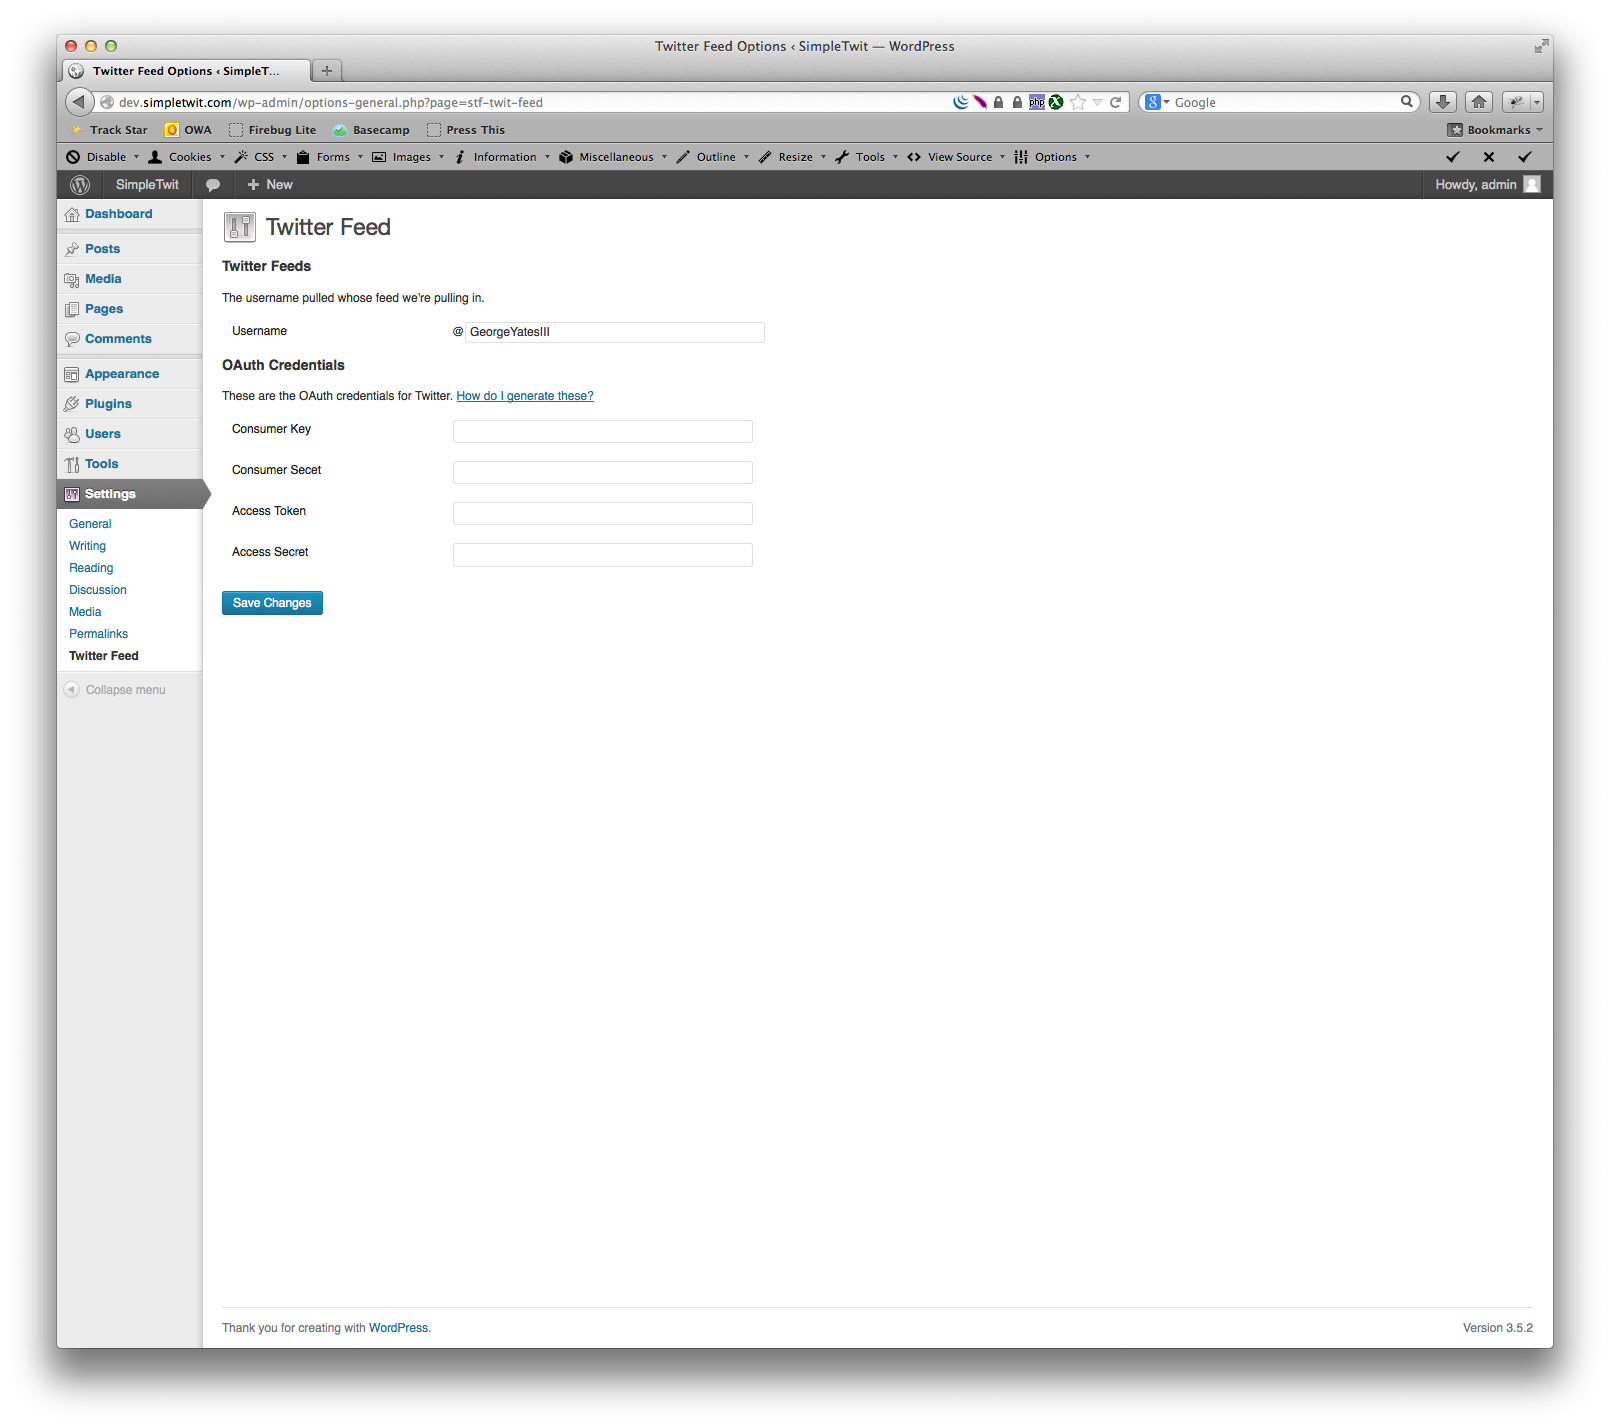 Twitter Feed Options ‹ SimpleTwit — WordPress
Twitter Feed Options ‹ SimpleT...
dev.simpletwit.com/wp-admin/options-general.php?page=stf-twit-feed
php
8
Google
Track Star OWA Firebug Lite Basecamp Press This Bookmarks
Disable Cookies CSS Forms Images Information Miscellaneous Outline Resize Tools View Source Options
SimpleTwit + New Howdy, admin
Dashboard
Posts
Media
Pages
Comments
Appearance
Plugins
Users
Tools
Settings
General
Writing
Reading
Discussion
Media
Permalinks
Twitter Feed
Collapse menu
Twitter Feed
Twitter Feeds
The username pulled whose feed we're pulling in.
Username @ GeorgeYatesIII
OAuth Credentials
These are the OAuth credentials for Twitter. How do I generate these?
Consumer Key
Consumer Secet
Access Token
Access Secret
Save Changes
Thank you for creating with WordPress. Version 3.5.2